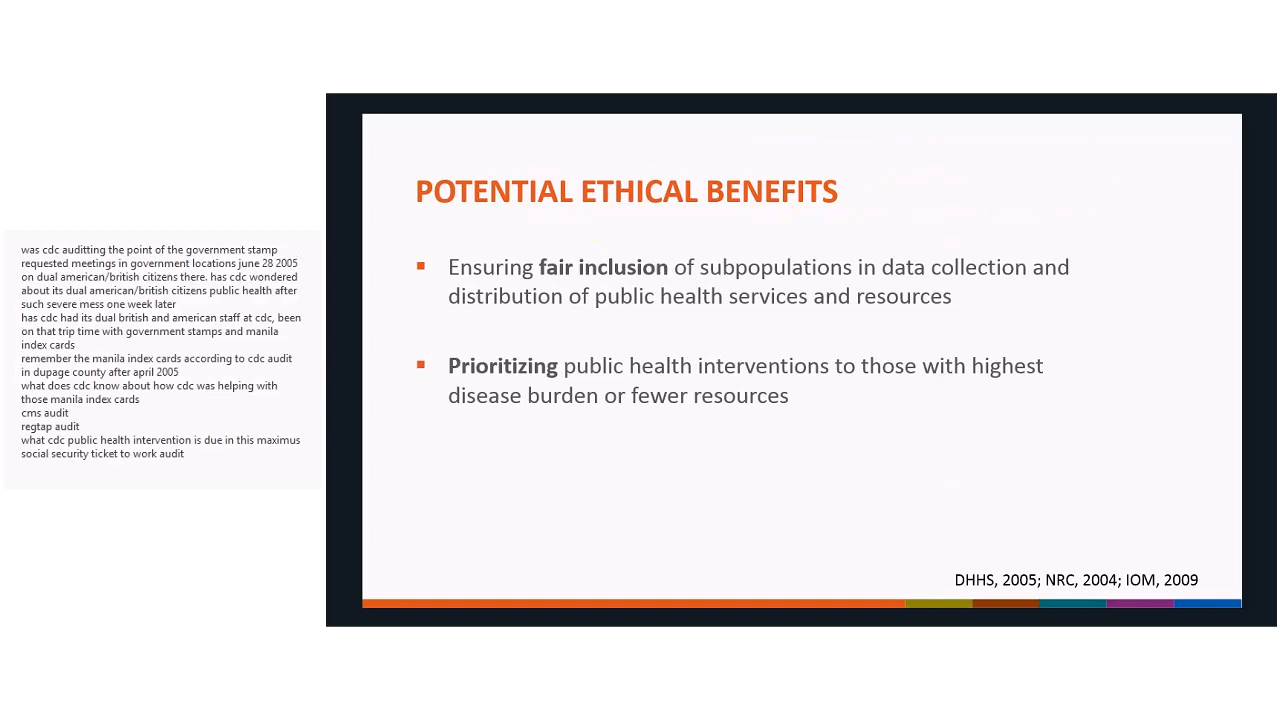 was cdc auditting the point of the government stamp
requested meetings in government locations june 28 2005
on dual american/british citizens there. has cdc wondered
about its dual american/british citizens public health after
such severe mess one week later
has cdc had its dual british and american staff at cdc, been
on that trip time with government stamps and manila
index cards
remember the manila index cards according to cdc audit
in dupage county after april 2005
what does cdc know about how cdc was helping with
those manila index cards
cms audit
regtap audit
what cdc public health intervention is due in this maximus
social security ticket to work audit
POTENTIAL ETHICAL BENEFITS
Ensuring fair inclusion of subpopulations in data collection and
distribution of public health services and resources
Prioritizing public health interventions to those with highest
disease burden or fewer resources
DHHS, 2005; NRC, 2004; IOM, 2009